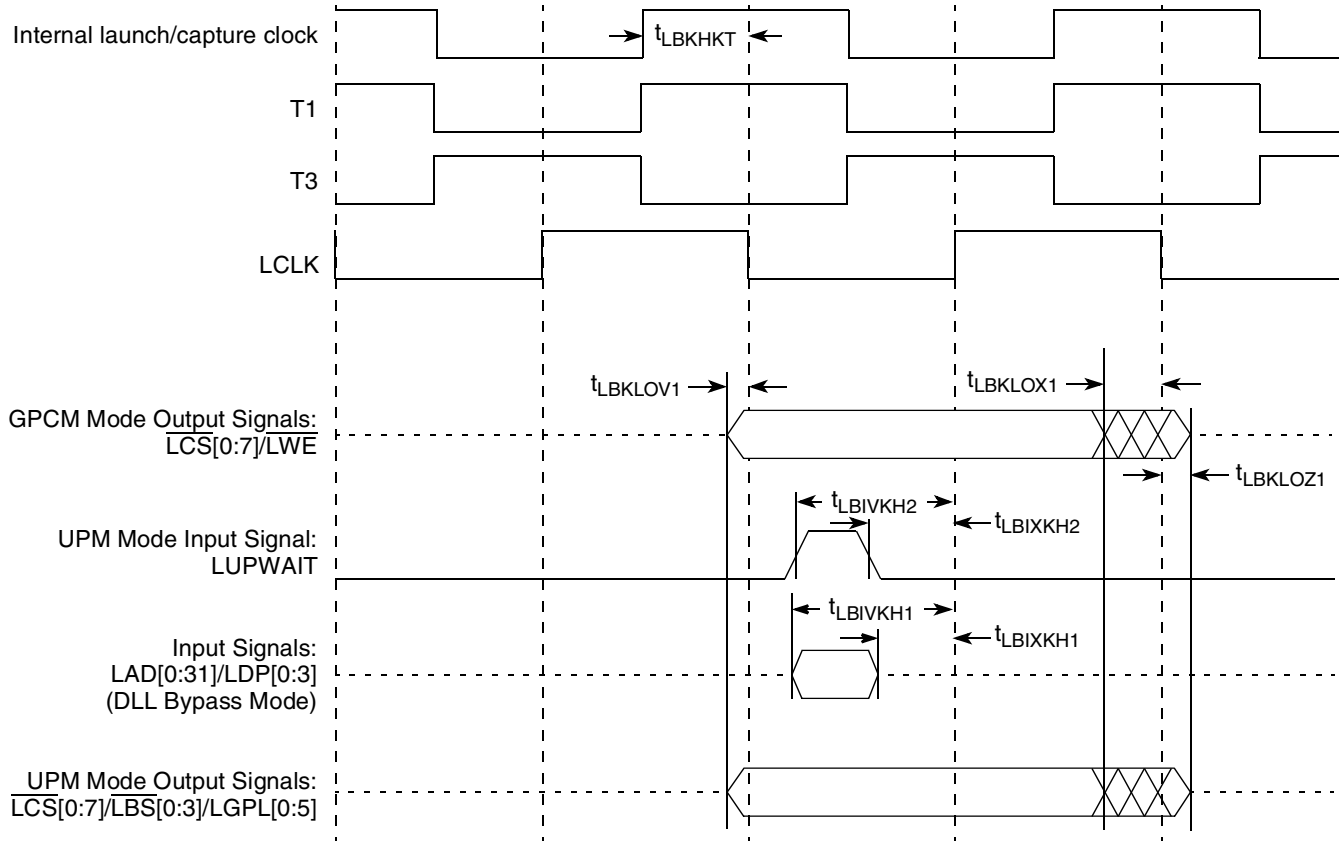 Internal launch/capture clock
tLBKHKT
T1
T3
LCLK
tLBKLOV1
tLBKLOX1
GPCM Mode Output Signals:
LCS[0:7]/LWE
tLBKLOZ1
tLBIVKH2
tLBIXKH2
UPM Mode Input Signal:
LUPWAIT
tLBIVKH1
tLBIXKH1
Input Signals:
LAD[0:31]/LDP[0:3]
(DLL Bypass Mode)
UPM Mode Output Signals:
LCS[0:7]/LBS[0:3]/LGPL[0:5]